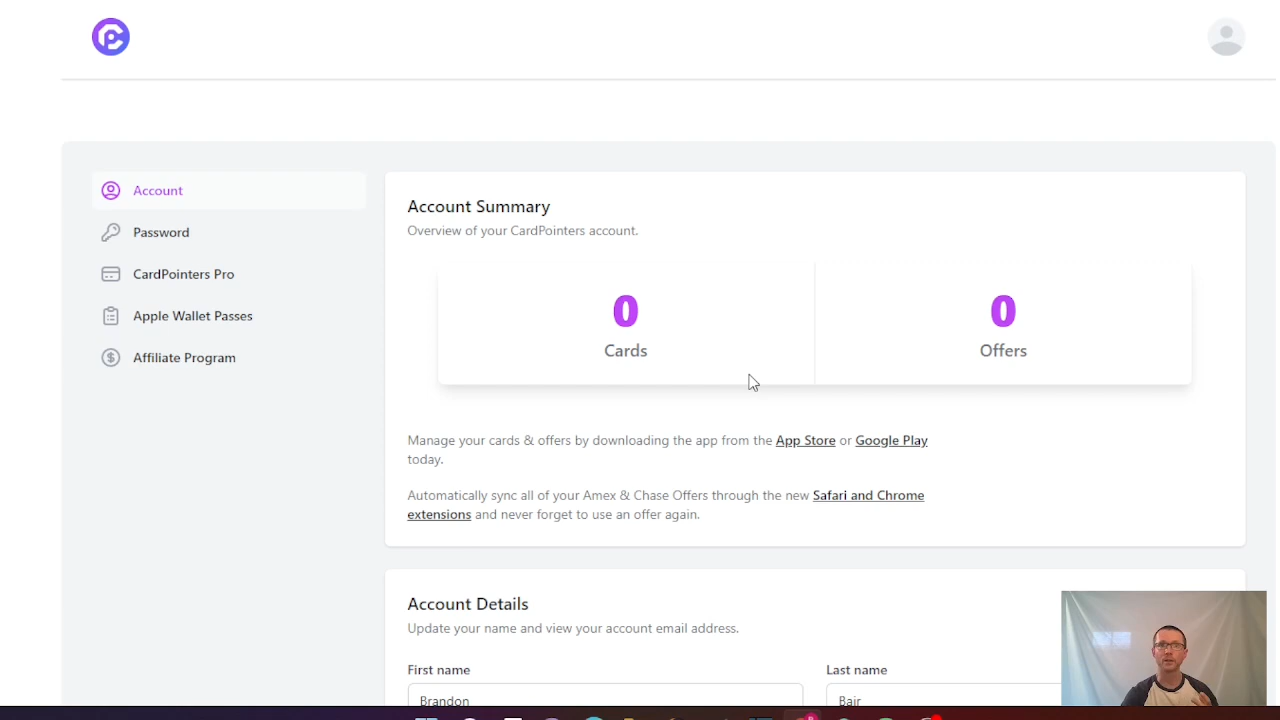 Account
Password
CardPointers Pro
Apple Wallet Passes
Affiliate Program
Account Summary
Overview of your CardPointers account.
0
Cards
0
Offers
Manage your cards & offers by downloading the app from the App Store or Google Play
today.
Automatically sync all of your Amex & Chase Offers through the new Safari and Chrome
extensions and never forget to use an offer again.
Account Details
Update your name and view your account email address.
First name
Last name
Brandon
Bair